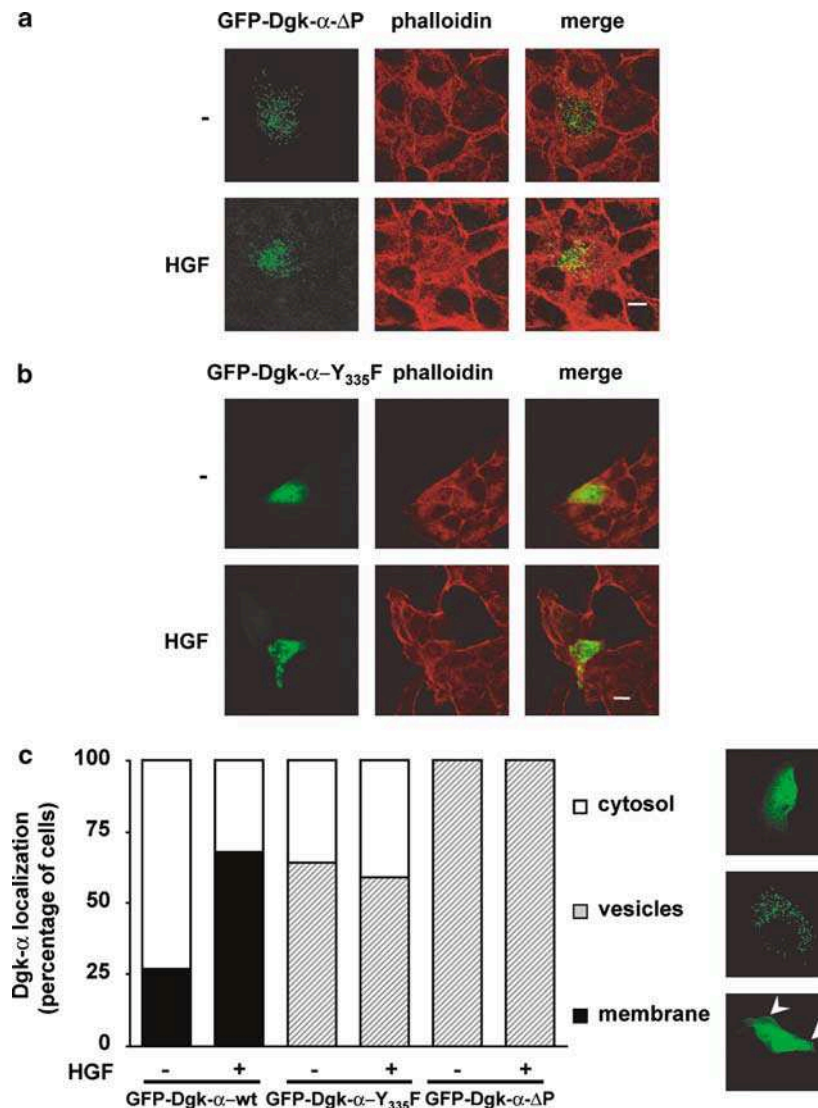 a
GFP-Dgk-α-ΔP phalloidin merge
-
HGF
b
GFP-Dgk-α–Y335F phalloidin merge
-
HGF
c
Dgk-α localization
(percentage of cells)
100
75
50
25
0
cytosol
vesicles
membrane
HGF - + - + - +
GFP-Dgk-α–wt GFP-Dgk-α–Y335F GFP-Dgk-α-ΔP